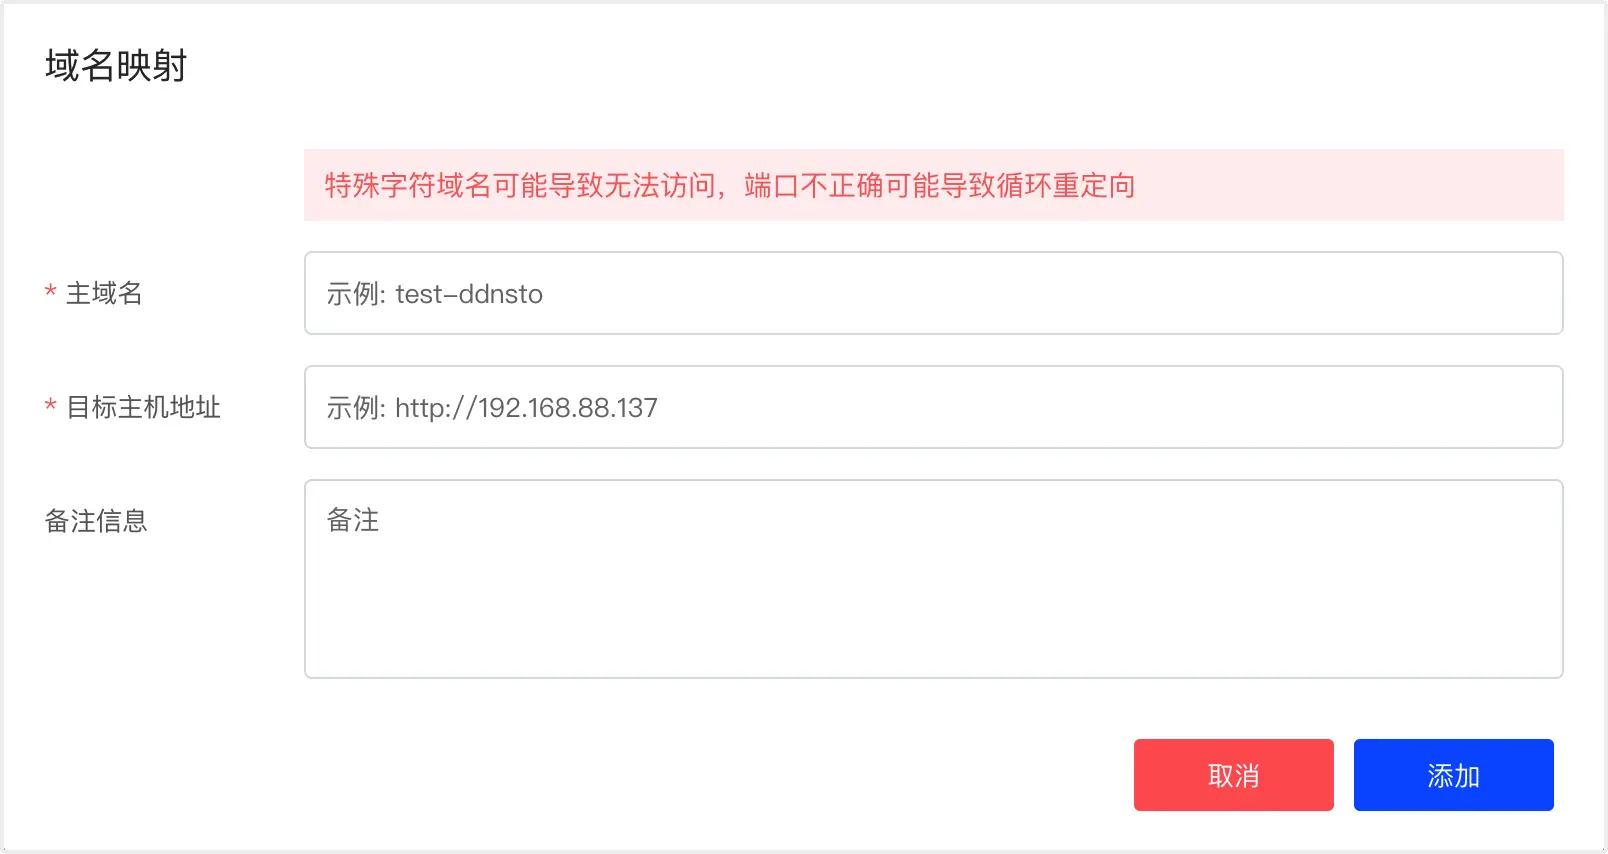 域名映射
特殊字符域名可能导致无法访问，端口不正确可能导致循环重定向
* 主域名
示例: test-ddnsto
* 目标主机地址
示例: http://192.168.88.137
备注信息
备注
取消
添加